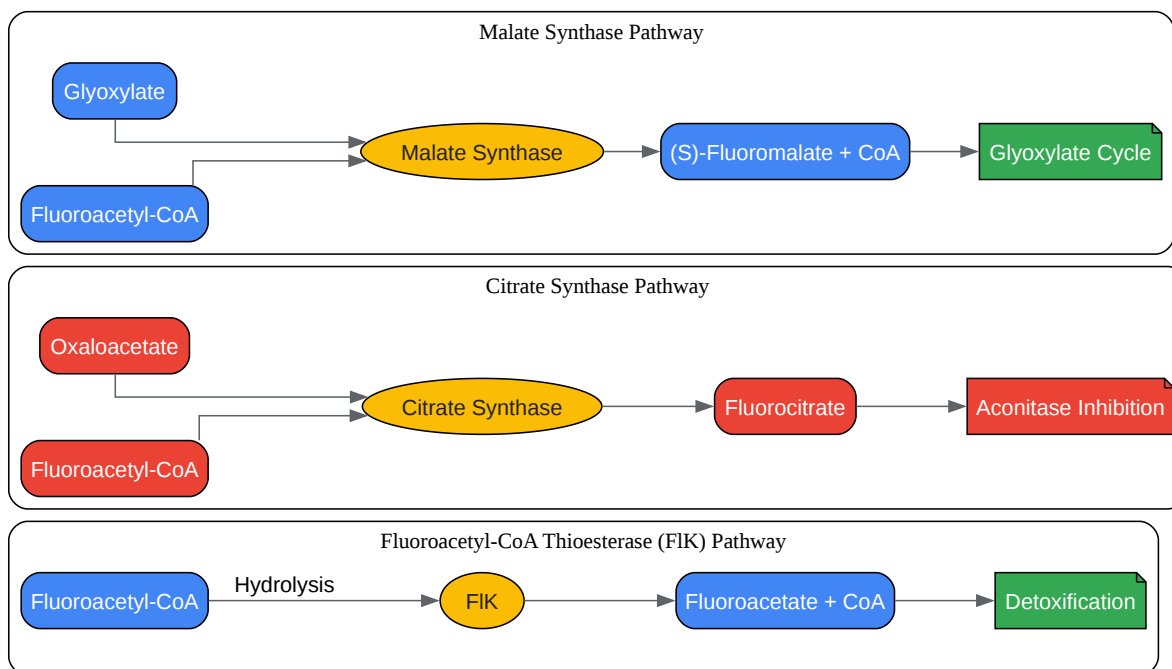 Malate Synthase Pathway
Glyoxylate
Malate Synthase
(S)-Fluoromalate + CoA
Glyoxylate Cycle
Fluoroacetyl-CoA
Citrate Synthase Pathway
Oxaloacetate
Citrate Synthase
Fluorocitrate
Aconitase Inhibition
Fluoroacetyl-CoA
Fluoroacetyl-CoA Thioesterase (FlK) Pathway
Fluoroacetyl-CoA
Hydrolysis
FlK
Fluoroacetate + CoA
Detoxification